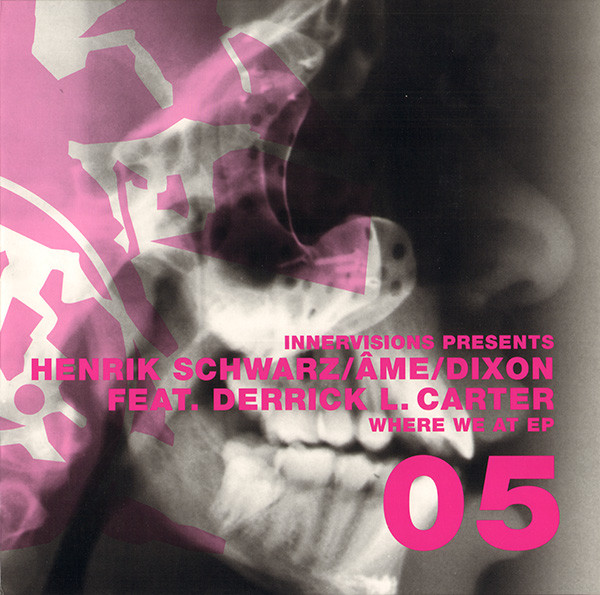 INNERVISIONS PRESENTS
HENRIK SCHWARZ/ÂME/DIXON
FEAT. DERRICK L. CARTER
WHERE WE AT EP
05